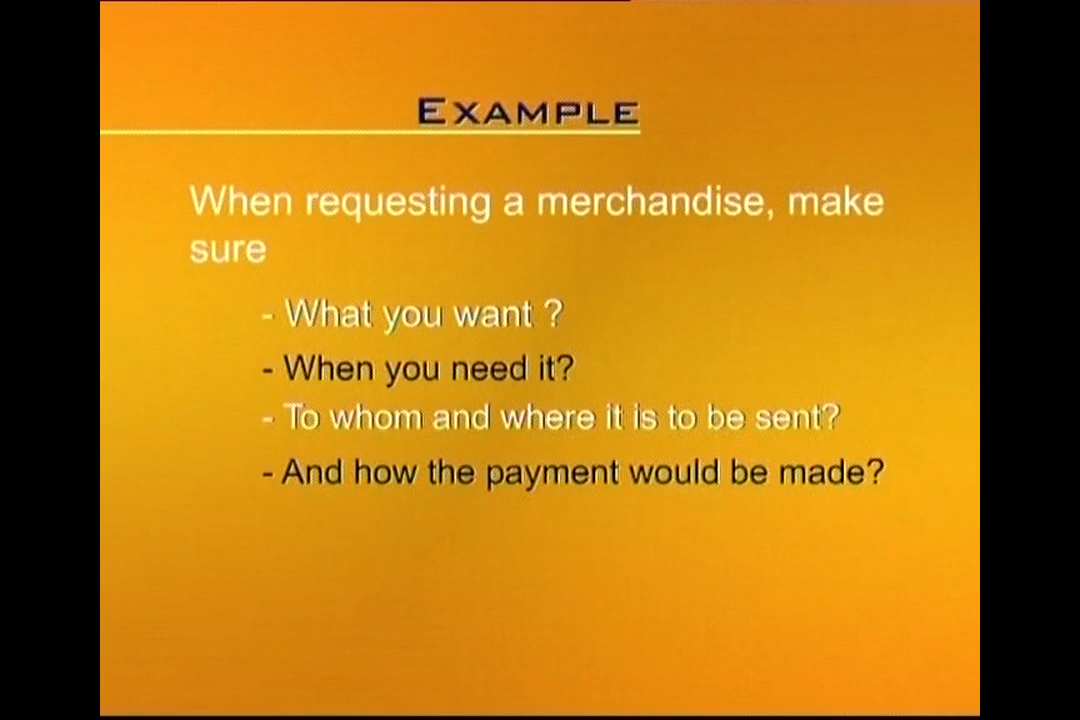 EXAMPLE
When requesting a merchandise, make
sure
- What you want ?
- When you need it?
- To whom and where it is to be sent?
- And how the payment would be made?